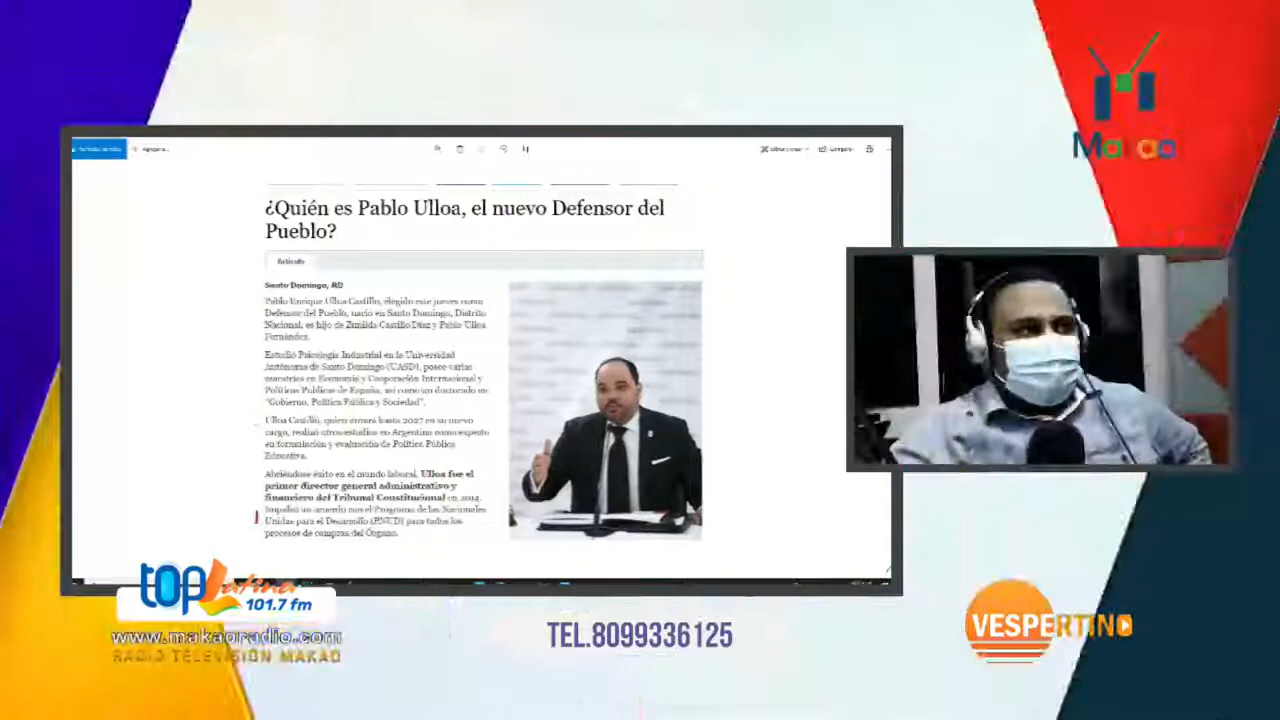 Makao
Agregar a...
¿Quién es Pablo Ulloa, el nuevo Defensor del
Pueblo?
Artículo
Santo Domingo, RD
Pablo Enrique Ulloa Castillo, elegido este jueves como
Defensor del Pueblo, nació en Santo Domingo, Distrito
Nacional, es hijo de Zunilda Castillo Díaz y Pablo Ulloa
Fernández.
Estudió Psicología Industrial en la Universidad
Autónoma de Santo Domingo (UASD), posee varias
maestrías en Economía y Cooperación Internacional y
Políticas Publicas de España, así como un doctorado en
"Gobierno, Política Pública y Sociedad".
Ulloa Castillo, quien estará hasta 2027 en su nuevo
cargo, realizó otros estudios en Argentina como experto
en formulación y evaluación de Política Pública
Educativa.
Abriéndose éxito en el mundo laboral, Ulloa fue el
primer director general administrativo y
financiero del Tribunal Constitucional en 2014.
Impulsó un acuerdo con el Programa de las Nacionales
Unidas para el Desarrollo (PNUD) para todos los
procesos de compras del Órgano.
top Latina
101.7 fm
www.makaoradio.com
RADIO TELEVISIÓN MAKAO
TEL.8099336125
VESPERTINO